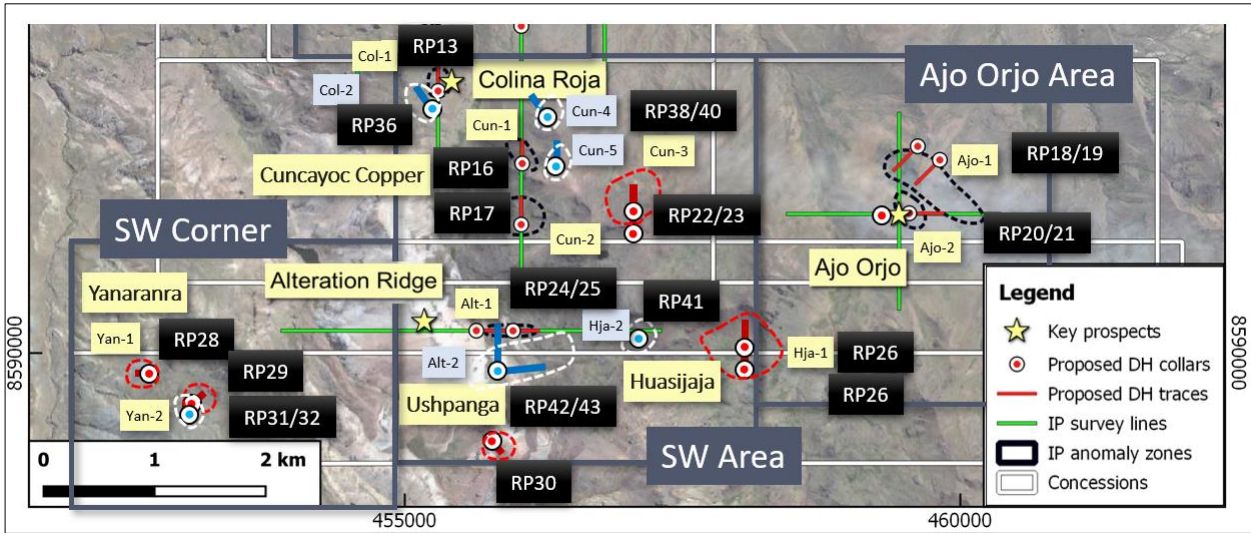 RP13
Col-1
Colina Roja
Col-2
RP36
Cun-1
Cun-4
RP38/40
Cun-5
Cun-3
Ajo Orjo Area
Ajo-1
RP18/19
Cuncayoc Copper
RP16
RP17
RP22/23
Cun-2
Ajo-2
RP20/21
Ajo Orjo
SW Corner
Alteration Ridge
Yanaranra
Yan-1
RP28
RP29
Yan-2
RP31/32
Alt-1
RP24/25
Hja-2
RP41
Alt-2
Ushpanga
RP42/43
Huasijaja
Hja-1
RP26
RP26
RP30
SW Area
Legend
Key prospects
Proposed DH collars
Proposed DH traces
IP survey lines
IP anomaly zones
Concessions
0 1 2 km
8590000
8590000
455000
460000